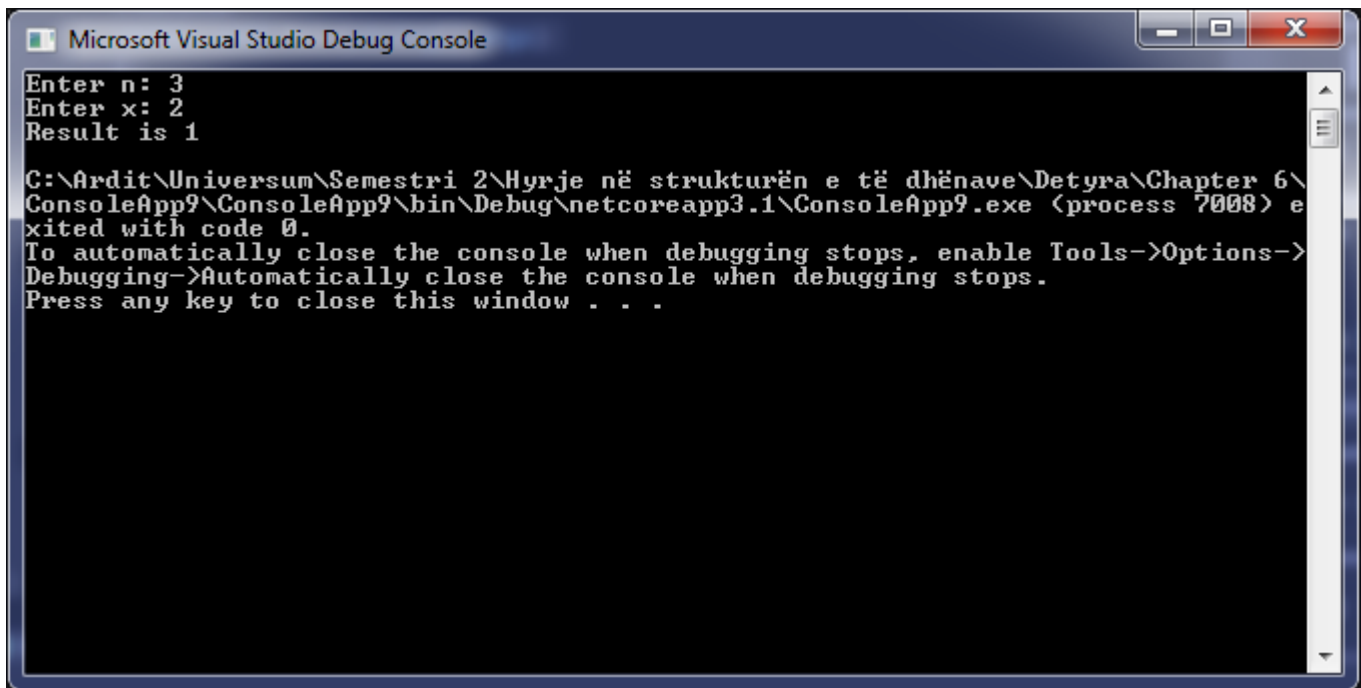 Microsoft Visual Studio Debug Console
Enter n: 3
Enter x: 2
Result is 1
C:\Ardit\Universum\Semestri 2\Hyrje në strukturën e të dhënave\Detyra\Chapter 6\
ConsoleApp9\ConsoleApp9\bin\Debug\netcoreapp3.1\ConsoleApp9.exe (process 7008) e
xited with code 0.
To automatically close the console when debugging stops, enable Tools->Options->
Debugging->Automatically close the console when debugging stops.
Press any key to close this window . . .